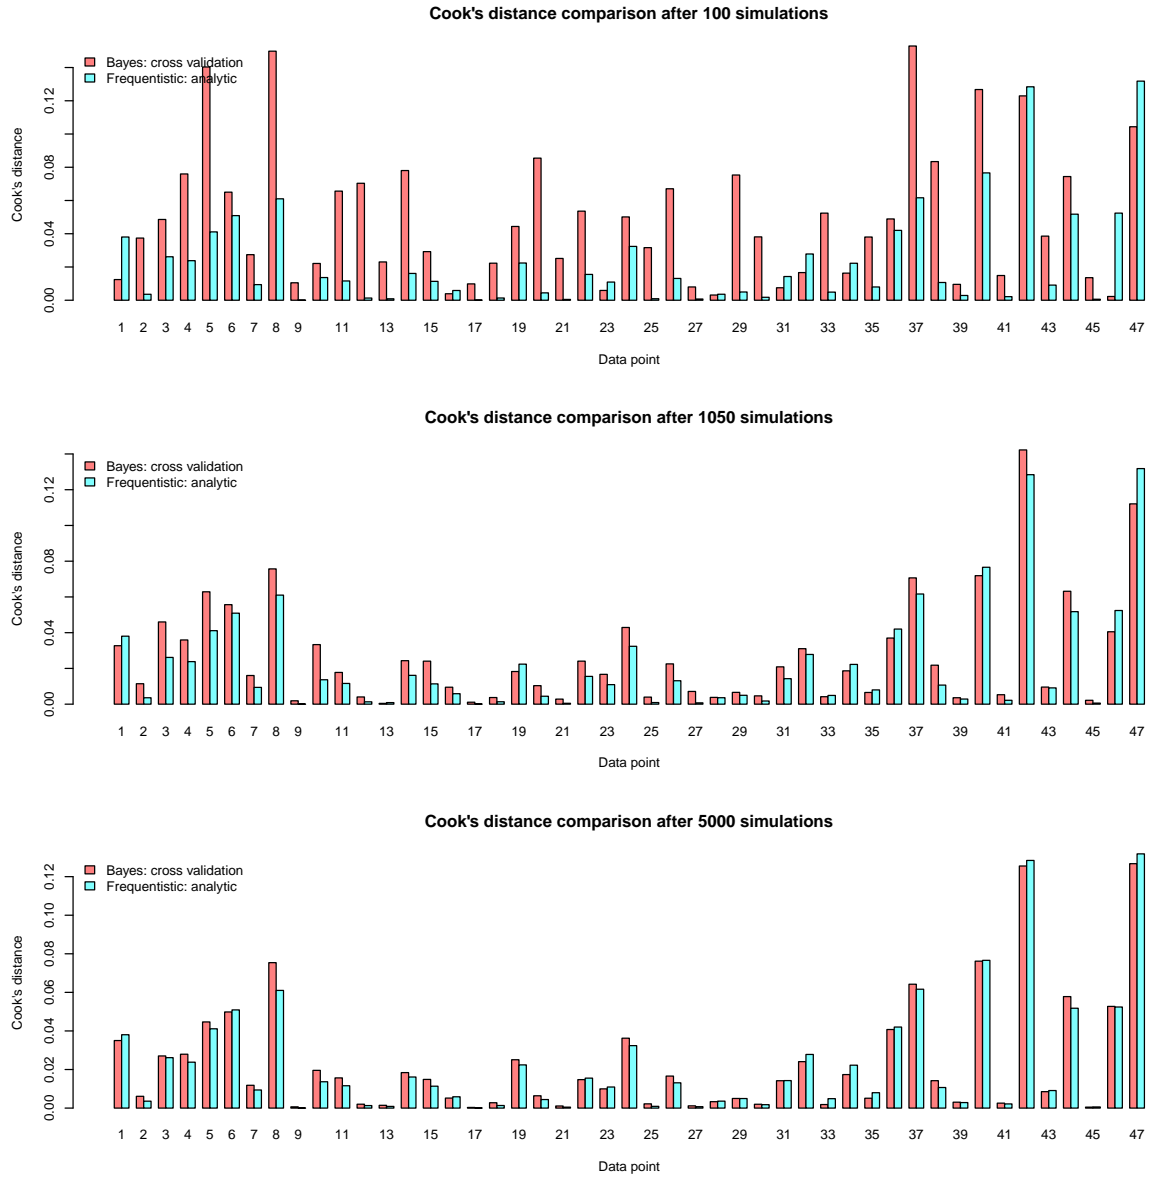 Cook's distance comparison after 100 simulations
Bayes: cross validation
Frequentistic: analytic
Cook's distance
0.00 0.04 0.08 0.12
1 2 3 4 5 6 7 8 9 11 13 15 17 19 21 23 25 27 29 31 33 35 37 39 41 43 45 47
Data point
Cook's distance comparison after 1050 simulations
Bayes: cross validation
Frequentistic: analytic
Cook's distance
0.00 0.04 0.08 0.12
1 2 3 4 5 6 7 8 9 11 13 15 17 19 21 23 25 27 29 31 33 35 37 39 41 43 45 47
Data point
Cook's distance comparison after 5000 simulations
Bayes: cross validation
Frequentistic: analytic
Cook's distance
0.00 0.02 0.04 0.06 0.08 0.10 0.12
1 2 3 4 5 6 7 8 9 11 13 15 17 19 21 23 25 27 29 31 33 35 37 39 41 43 45 47
Data point